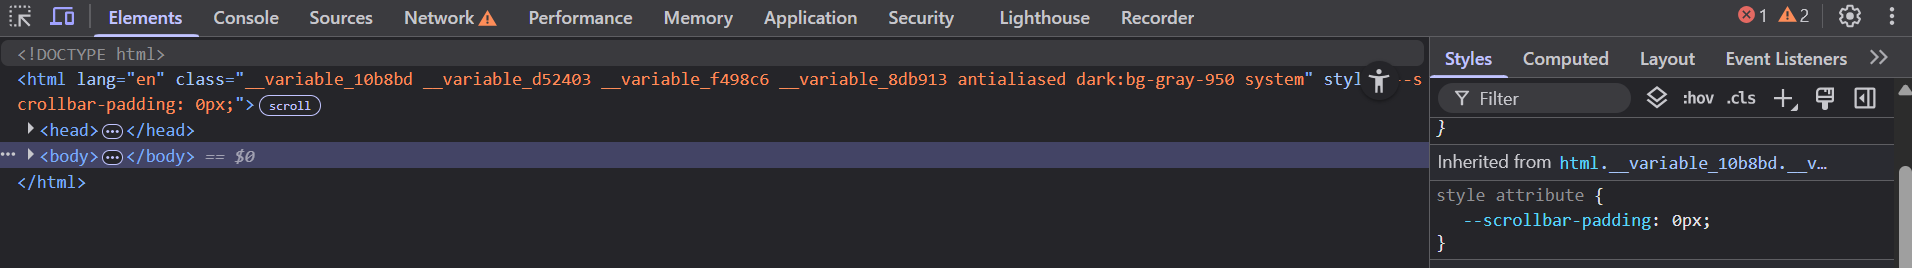 Elements Console Sources Network Performance Memory Application Security Lighthouse Recorder 1 2
<!DOCTYPE html>
<html lang="en" class="__variable_10b8bd __variable_d52403 __variable_f498c6 __variable_8db913 antialiased dark:bg-gray-950 system" styl --s
crollbar-padding: 0px;"> scroll
<head> ••• </head>
••• <body> ••• </body> == $0
</html>
Styles Computed Layout Event Listeners >>
Filter :hov .cls
}
Inherited from html.__variable_10b8bd.__v…
style attribute {
--scrollbar-padding: 0px;
}